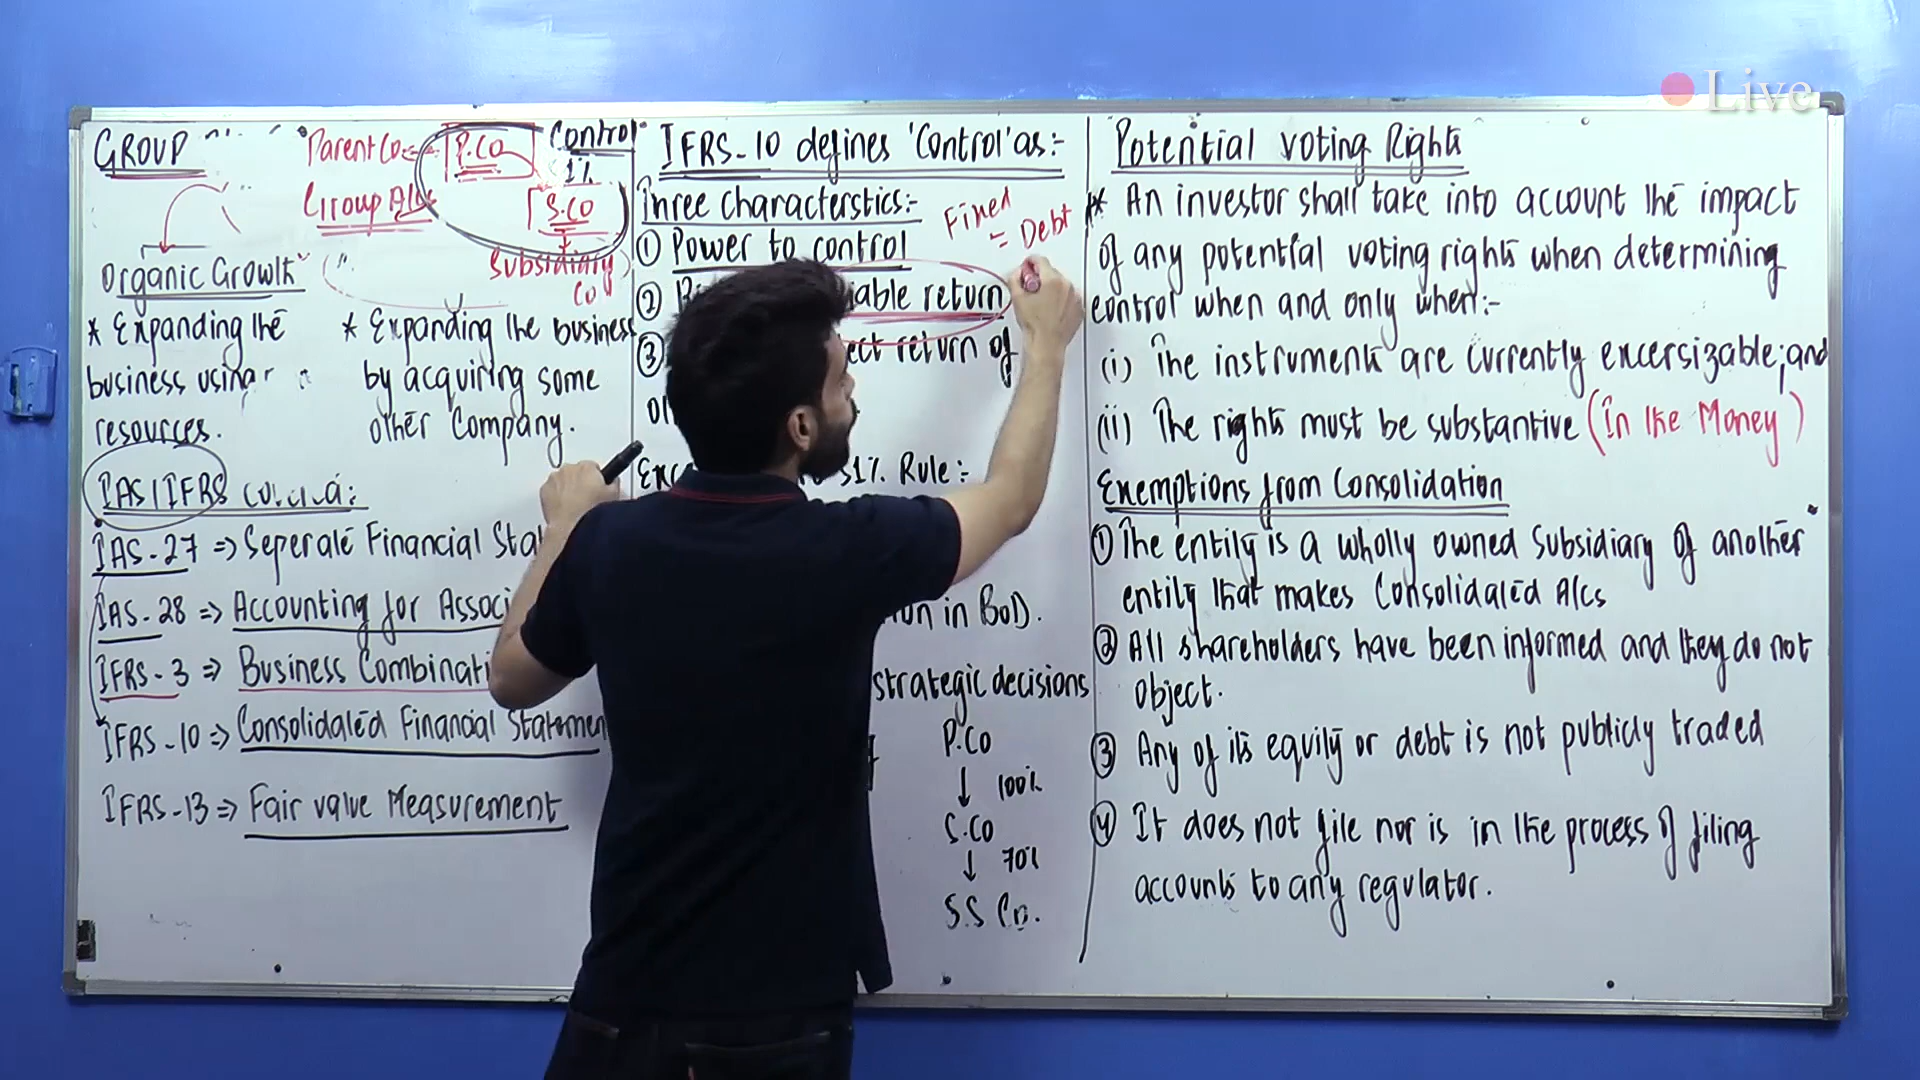 GROUP
Parent Co
P.CO
Control
51%
Group A/Cs
S.CO
Subsidiary
Co
Organic Growth
* Expanding the
business using
resources.
* Expanding the business
by acquiring some
other Company.
IAS/IFRS
IAS-27 => Seperate Financial Sta
IAS-28 => Accounting for Associ
IFRS-3 => Business Combinati
IFRS-10 => Consolidated Financial Statemen
IFRS-13 => Fair value Measurement
IFRS-10 defines 'Control' as:-
Three Characterstics:-
① Power to control
② iable return
Fixed
= Debt
③ ect return of
51% Rule:-
in BoD.
strategic decisions
P.Co
↓ 100%
S.Co
↓ 70%
S.S Co.
Potential Voting Rights
* An investor shall take into account the impact
of any potential voting rights when determining
control when and only when:-
(i) The instruments are currently excersizable; and
(ii) The rights must be substantive (In the Money)
Exemptions from Consolidation
① The entity is a wholly owned Subsidiary of another
entity that makes Consolidated A/Cs
② All shareholders have been informed and they do not
object.
③ Any of its equity or debt is not publicly traded
④ It does not file nor is in the process of filing
accounts to any regulator.
Live